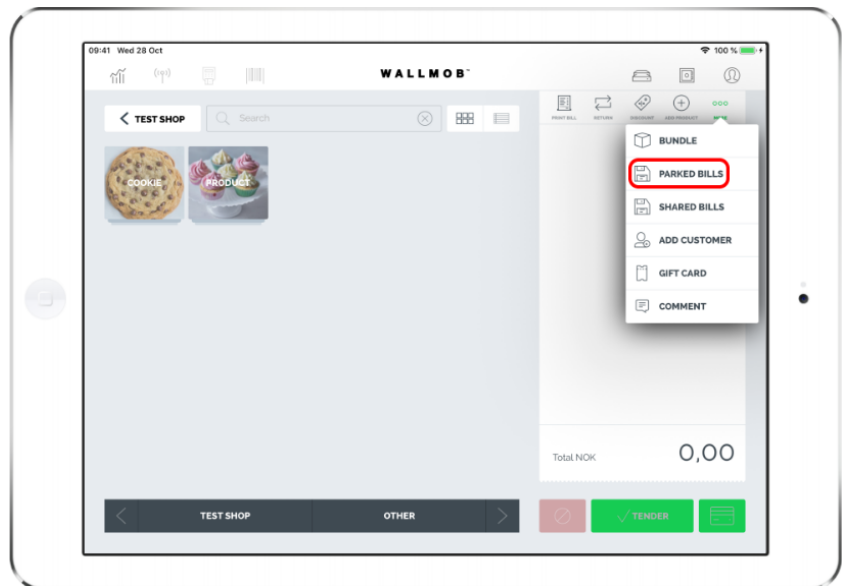 09:41 Wed 28 Oct
100 %
WALLMOB
TEST SHOP
Search
PRINT BILL
RETURN
DISCOUNT
ADD PRODUCT
BUNDLE
PARKED BILLS
SHARED BILLS
ADD CUSTOMER
GIFT CARD
COMMENT
COOKIE
PRODUCT
Total NOK
0,00
TEST SHOP
OTHER
TENDER